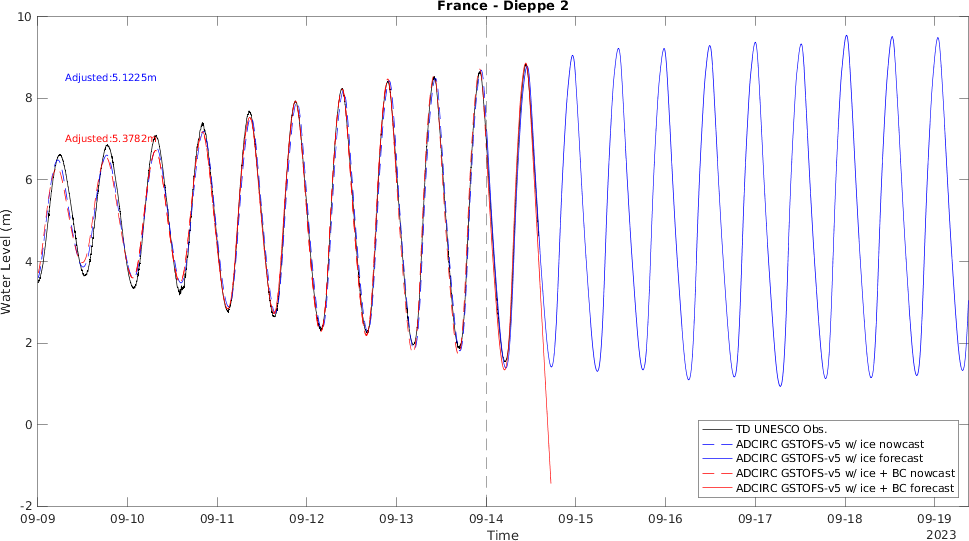 France - Dieppe 2
10
8
6
4
2
0
-2
Water Level (m)
Adjusted:5.1225m
Adjusted:5.3782m
TD UNESCO Obs.
ADCIRC GSTOFS-v5 w/ ice nowcast
ADCIRC GSTOFS-v5 w/ ice forecast
ADCIRC GSTOFS-v5 w/ ice + BC nowcast
ADCIRC GSTOFS-v5 w/ ice + BC forecast
09-09 09-10 09-11 09-12 09-13 09-14 09-15 09-16 09-17 09-18 09-19
Time
2023